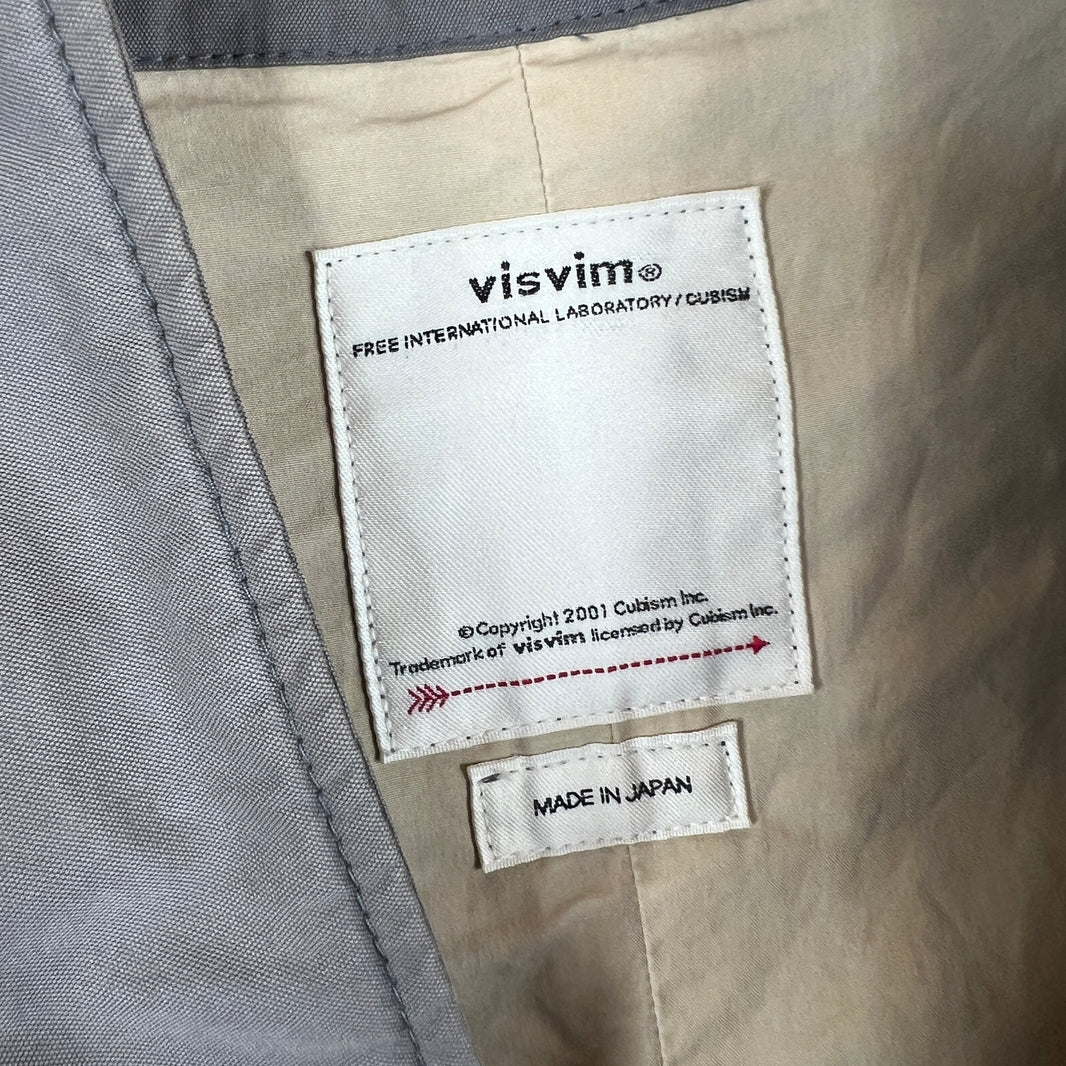 visvim®
FREE INTERNATIONAL LABORATORY / CUBISM
© Copyright 2001 Cubism Inc.
Trademark of visvim licensed by Cubism Inc.
MADE IN JAPAN